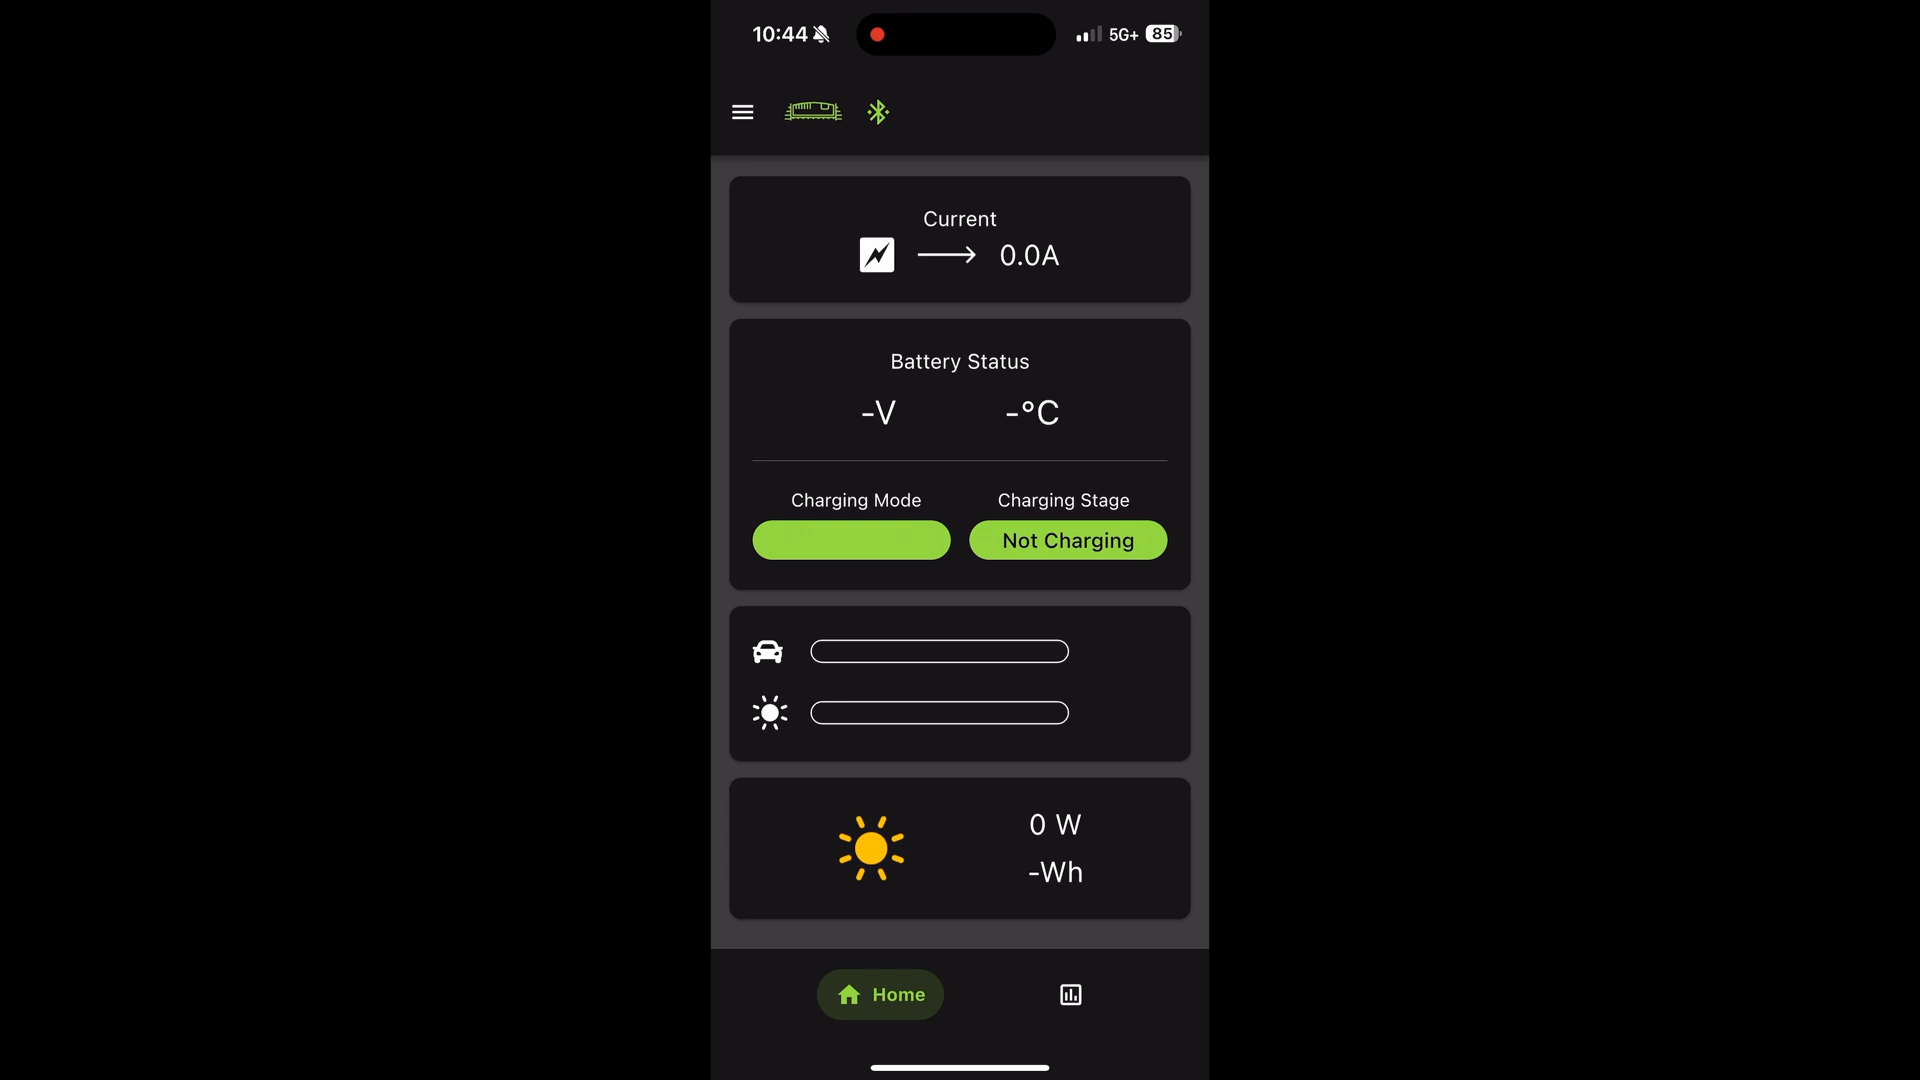 10:44
5G+ 85
Current
0.0A
Battery Status
-V -°C
Charging Mode Charging Stage
Not Charging
0 W
-Wh
Home